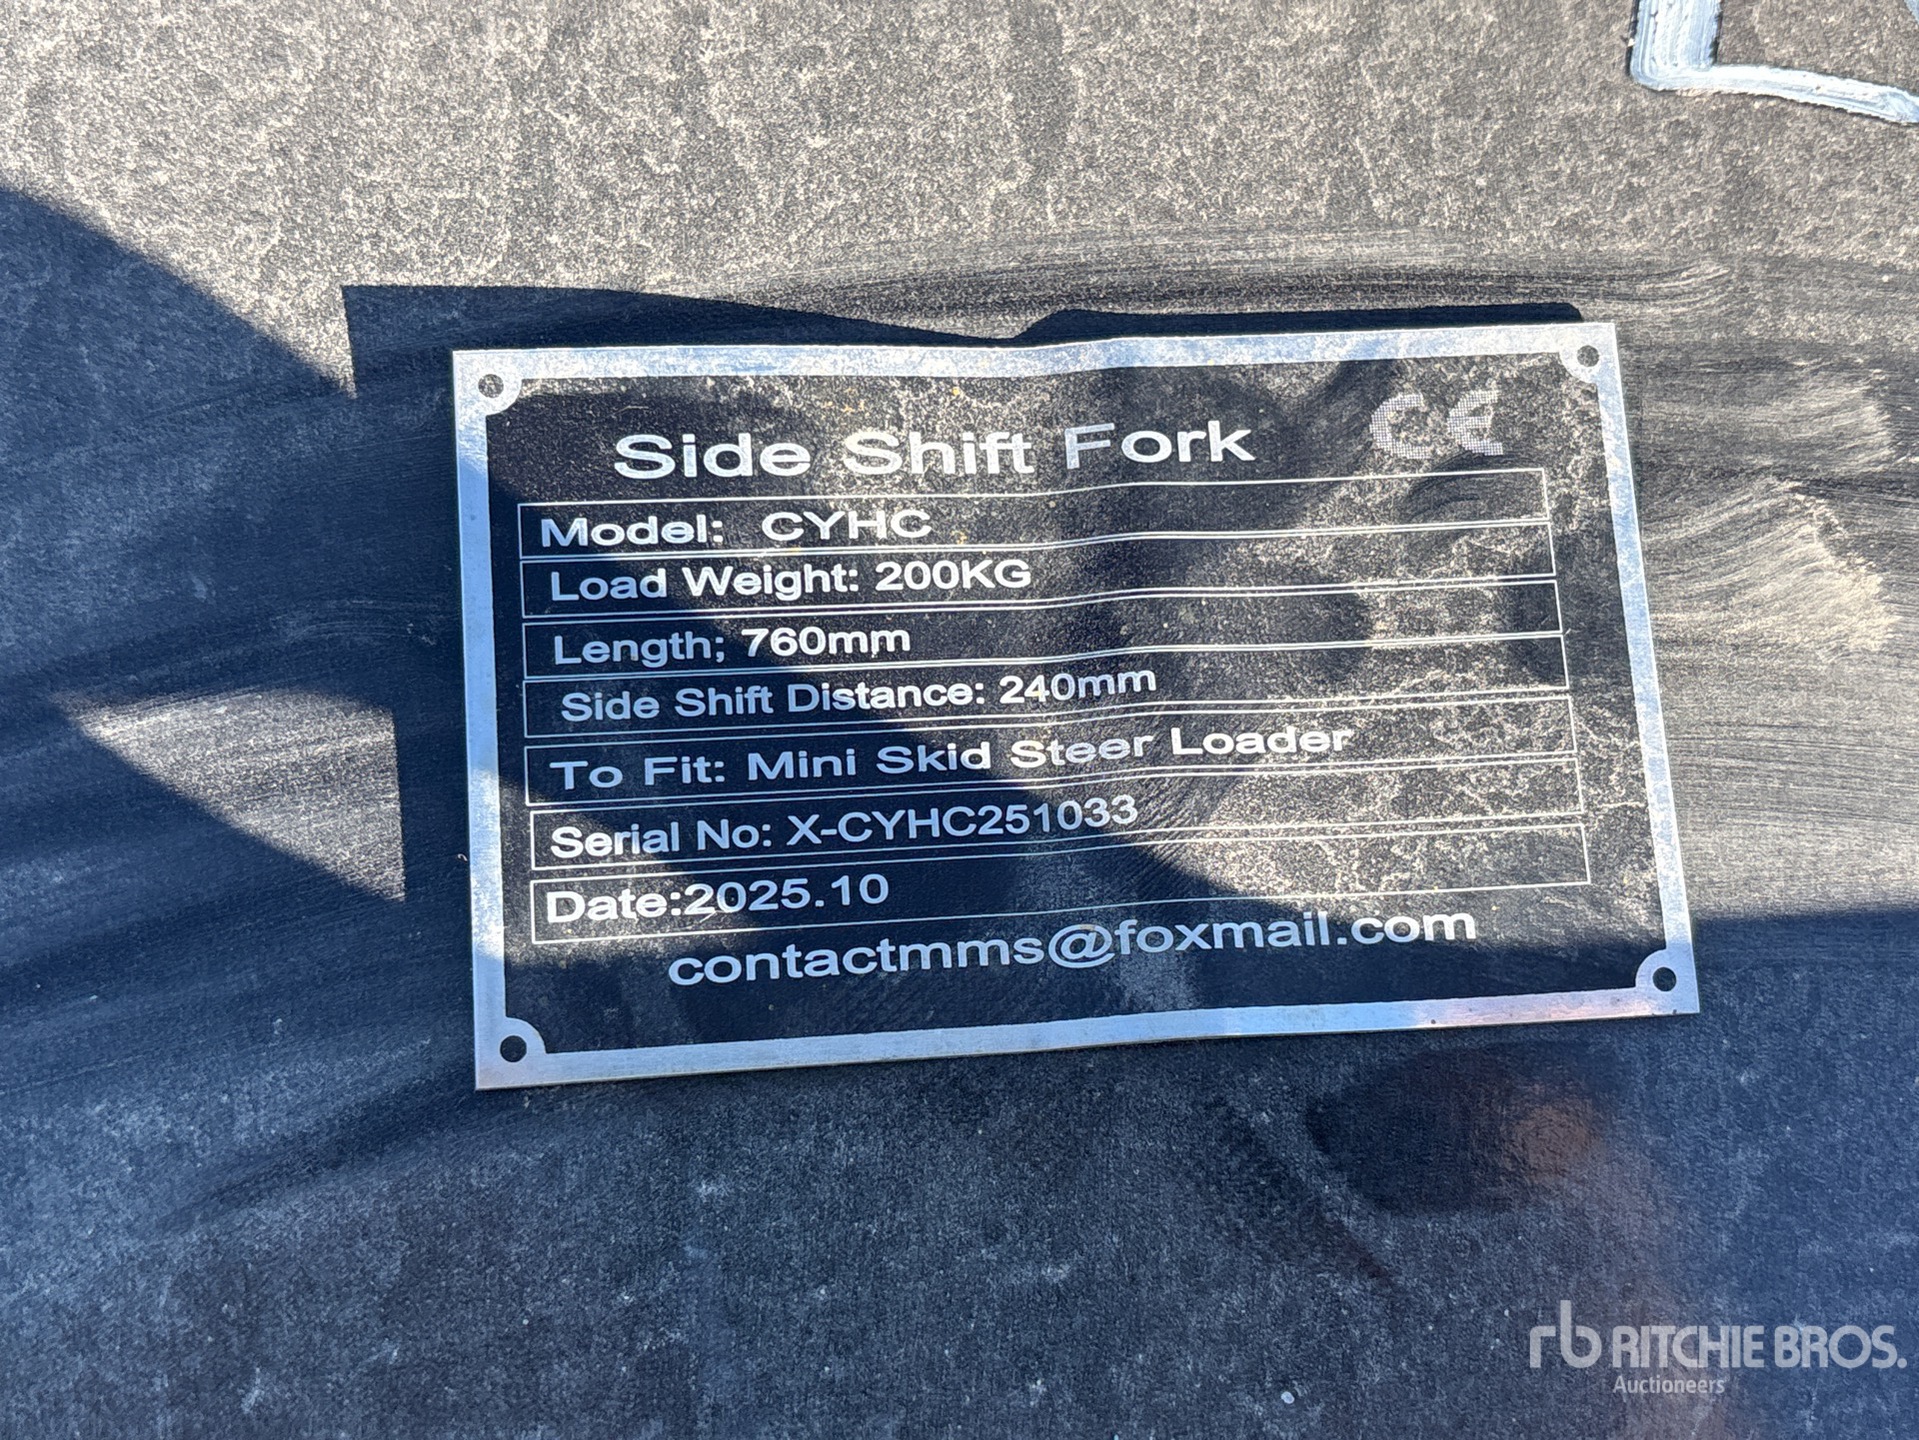 Side Shift Fork CE
Model: CYHC
Load Weight: 200KG
Length; 760mm
Side Shift Distance: 240mm
To Fit: Mini Skid Steer Loader
Serial No: X-CYHC251033
Date:2025.10
contactmms@foxmail.com
rb RITCHIE BROS.
Auctioneers